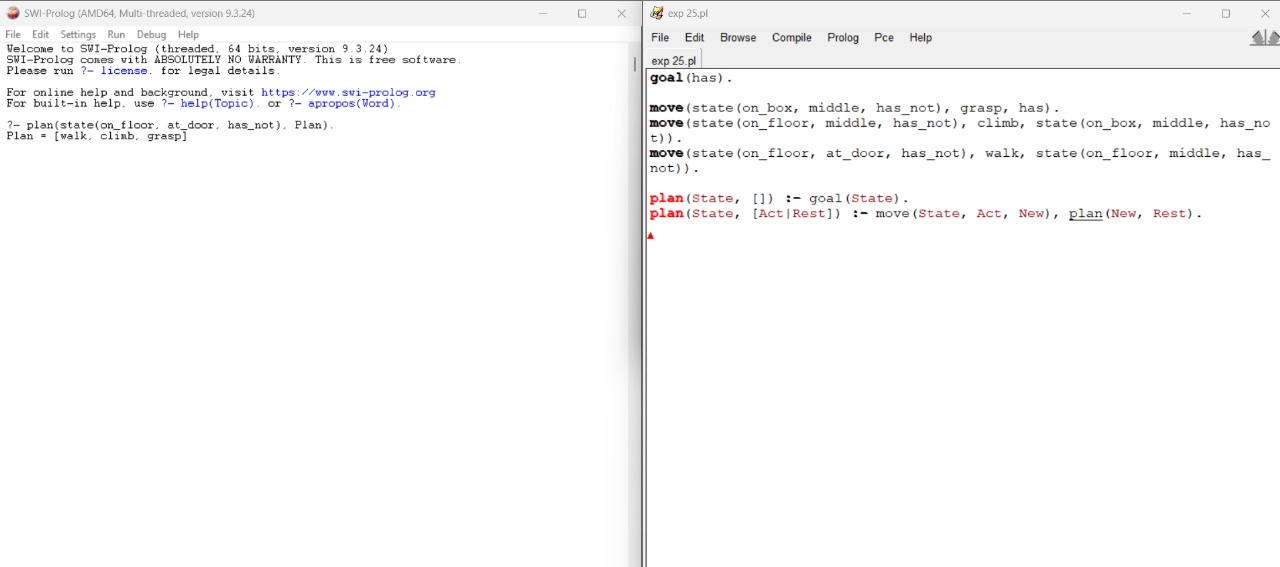 SWI-Prolog (AMD64, Multi-threaded, version 9.3.24)
File Edit Settings Run Debug Help
Welcome to SWI-Prolog (threaded, 64 bits, version 9.3.24)
SWI-Prolog comes with ABSOLUTELY NO WARRANTY. This is free software.
Please run ?- license. for legal details.
For online help and background, visit https://www.swi-prolog.org
For built-in help, use ?- help(Topic). or ?- apropos(Word).
?- plan(state(on_floor, at_door, has_not), Plan).
Plan = [walk, climb, grasp]
exp 25.pl
File Edit Browse Compile Prolog Pce Help
exp 25.pl
goal(has).
move(state(on_box, middle, has_not), grasp, has).
move(state(on_floor, middle, has_not), climb, state(on_box, middle, has_no
t)).
move(state(on_floor, at_door, has_not), walk, state(on_floor, middle, has_
not)).
plan(State, []) :- goal(State).
plan(State, [Act|Rest]) :- move(State, Act, New), plan(New, Rest).